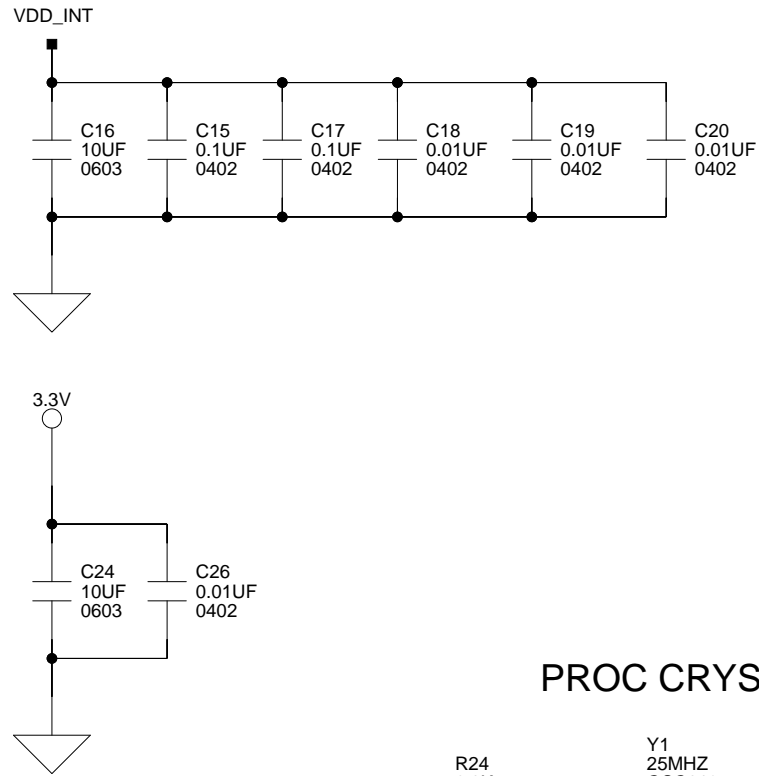 VDD_INT
C16
10UF
0603
C15
0.1UF
0402
C17
0.1UF
0402
C18
0.01UF
0402
C19
0.01UF
0402
C20
0.01UF
0402
3.3V
C24
10UF
0603
C26
0.01UF
0402
PROC CRYS
R24
Y1
25MHZ